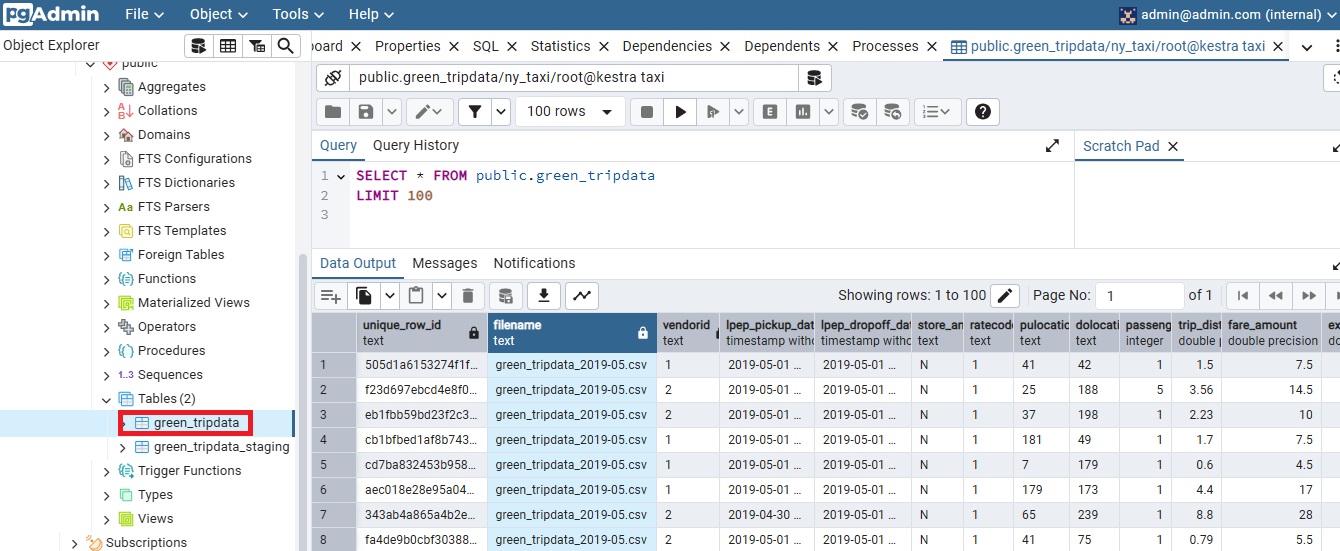 pgAdmin File Object Tools Help admin@admin.com (internal)
Object Explorer
public
Aggregates
Collations
Domains
FTS Configurations
FTS Dictionaries
Aa FTS Parsers
FTS Templates
Foreign Tables
Functions
Materialized Views
Operators
Procedures
1..3 Sequences
Tables (2)
green_tripdata
green_tripdata_staging
Trigger Functions
Types
Views
Subscriptions
board Properties SQL Statistics Dependencies Dependents Processes public.green_tripdata/ny_taxi/root@kestra taxi
public.green_tripdata/ny_taxi/root@kestra taxi
100 rows E
Query Query History Scratch Pad
1 SELECT * FROM public.green_tripdata
2 LIMIT 100
3
Data Output Messages Notifications
Showing rows: 1 to 100 Page No: 1 of 1
unique_row_id filename vendorid lpep_pickup_dat lpep_dropoff_dat store_an ratecode pulocatio dolocatio passeng trip_dist fare_amount ex
text text text timestamp witho timestamp witho text text text text integer double p double precision do
1 505d1a6153274f1f... green_tripdata_2019-05.csv 1 2019-05-01 ... 2019-05-01 ... N 1 41 42 1 1.5 7.5
2 f23d697ebcd4e8f0... green_tripdata_2019-05.csv 2 2019-05-01 ... 2019-05-01 ... N 1 25 188 5 3.56 14.5
3 eb1fbb59bd23f2c3... green_tripdata_2019-05.csv 2 2019-05-01 ... 2019-05-01 ... N 1 37 198 1 2.23 10
4 cb1bfbed1af8b743... green_tripdata_2019-05.csv 1 2019-05-01 ... 2019-05-01 ... N 1 181 49 1 1.7 7.5
5 cd7ba832453b958... green_tripdata_2019-05.csv 1 2019-05-01 ... 2019-05-01 ... N 1 7 179 1 0.6 4.5
6 aec018e28e95a04... green_tripdata_2019-05.csv 1 2019-05-01 ... 2019-05-01 ... N 1 179 173 1 4.4 17
7 343ab4a865a4b2e... green_tripdata_2019-05.csv 2 2019-04-30 ... 2019-05-01 ... N 1 65 239 1 8.8 28
8 fa4de9b0cbf30388... green_tripdata_2019-05.csv 2 2019-05-01 ... 2019-05-01 ... N 1 41 75 1 0.79 5.5